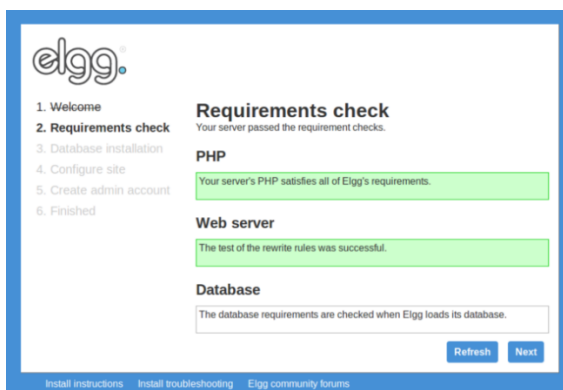 elgg.
1. Welcome
2. Requirements check
3. Database installation
4. Configure site
5. Create admin account
6. Finished
Requirements check
Your server passed the requirement checks.
PHP
Your server's PHP satisfies all of Elgg's requirements.
Web server
The test of the rewrite rules was successful.
Database
The database requirements are checked when Elgg loads its database.
Refresh Next
Install instructions Install troubleshooting Elgg community forums